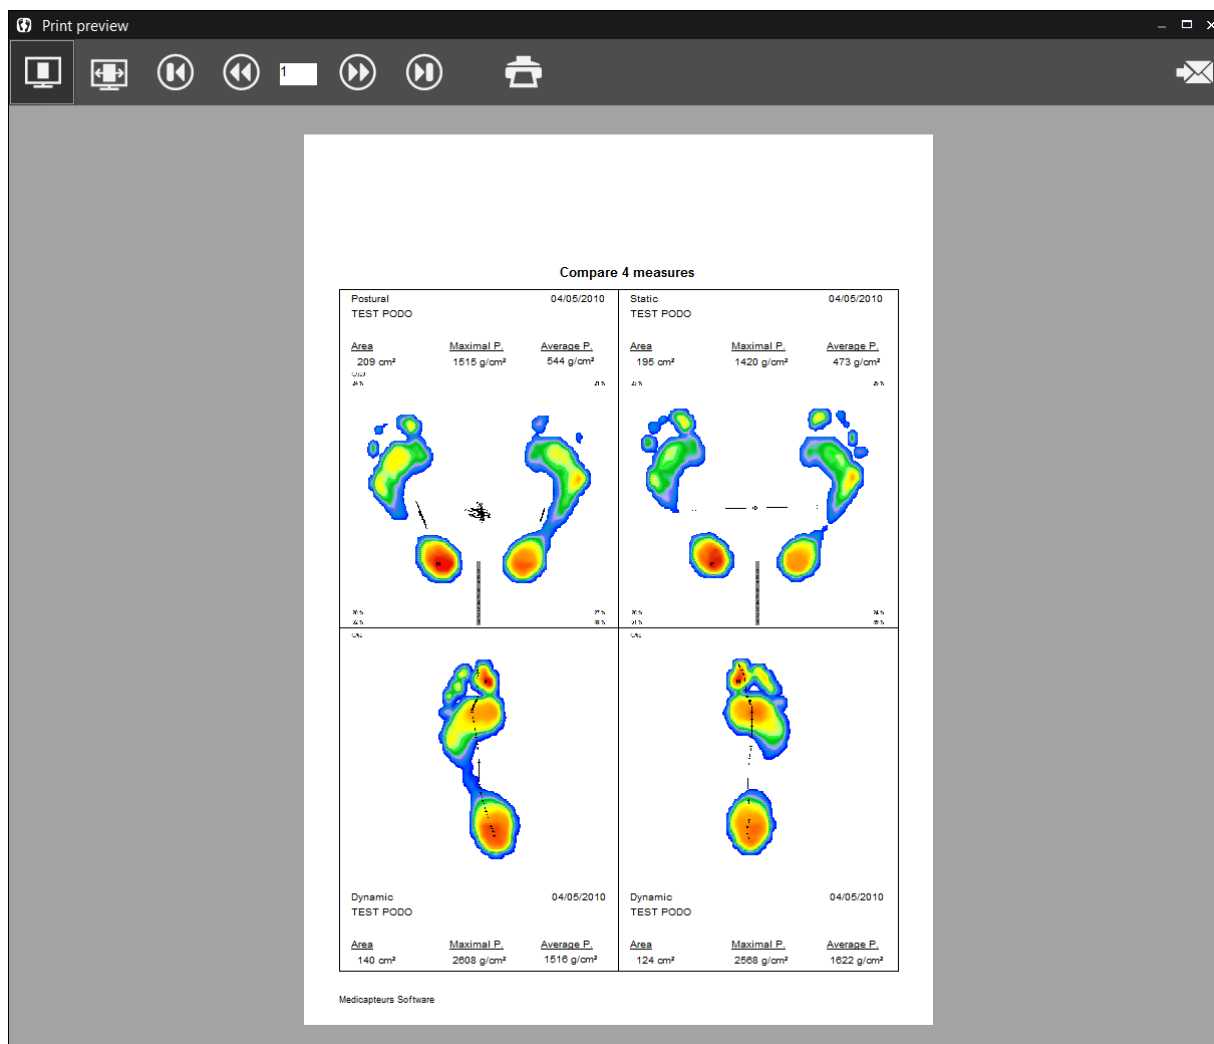 Print preview
1
Compare 4 measures
Postural 04/05/2010
TEST PODO
Area Maximal P. Average P.
209 cm² 1515 g/cm² 544 g/cm²
Static 04/05/2010
TEST PODO
Area Maximal P. Average P.
195 cm² 1420 g/cm² 473 g/cm²
Dynamic 04/05/2010
TEST PODO
Area Maximal P. Average P.
140 cm² 2608 g/cm² 1516 g/cm²
Dynamic 04/05/2010
TEST PODO
Area Maximal P. Average P.
124 cm² 2568 g/cm² 1622 g/cm²
Medicapteurs Software